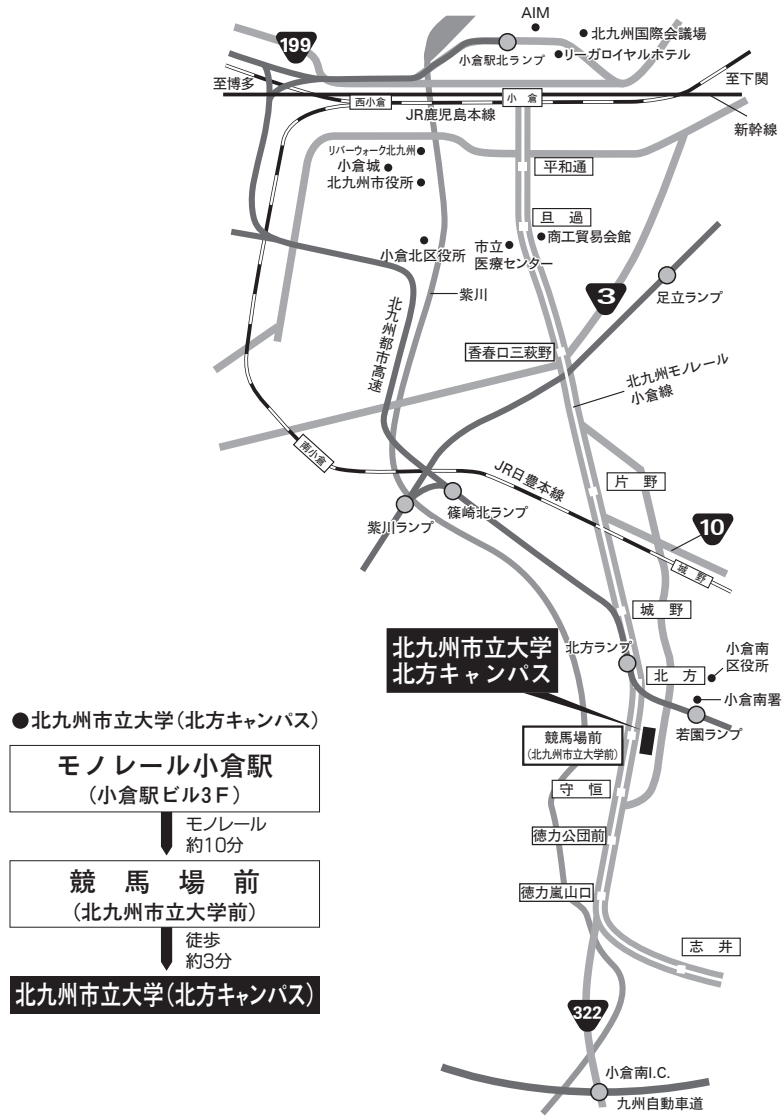 AIM
北九州国際会議場
199
小倉駅北ランプ
リーガロイヤルホテル
至博多
至下関
西小倉
小倉
JR鹿児島本線
新幹線
リバーウォーク北九州
小倉城
北九州市役所
平和通
旦過
商工貿易会館
小倉北区役所
市立
医療センター
紫川
3
足立ランプ
北九州都市高速
香春口三萩野
北九州モノレール
小倉線
南小倉
JR日豊本線
片野
紫川ランプ
篠崎北ランプ
10
城野
城野
北九州市立大学
北方キャンパス
北方ランプ
小倉南
区役所
北方
小倉南署
若園ランプ
競馬場前
(北九州市立大学前)
守恒
徳力公団前
徳力嵐山口
志井
322
小倉南I.C.
九州自動車道
●北九州市立大学(北方キャンパス)
モノレール小倉駅
(小倉駅ビル3F)
モノレール
約10分
競馬場前
(北九州市立大学前)
徒歩
約3分
北九州市立大学(北方キャンパス)